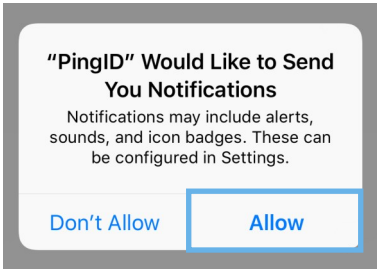 “PingID” Would Like to Send
You Notifications
Notifications may include alerts,
sounds, and icon badges. These can
be configured in Settings.
Don’t Allow
Allow